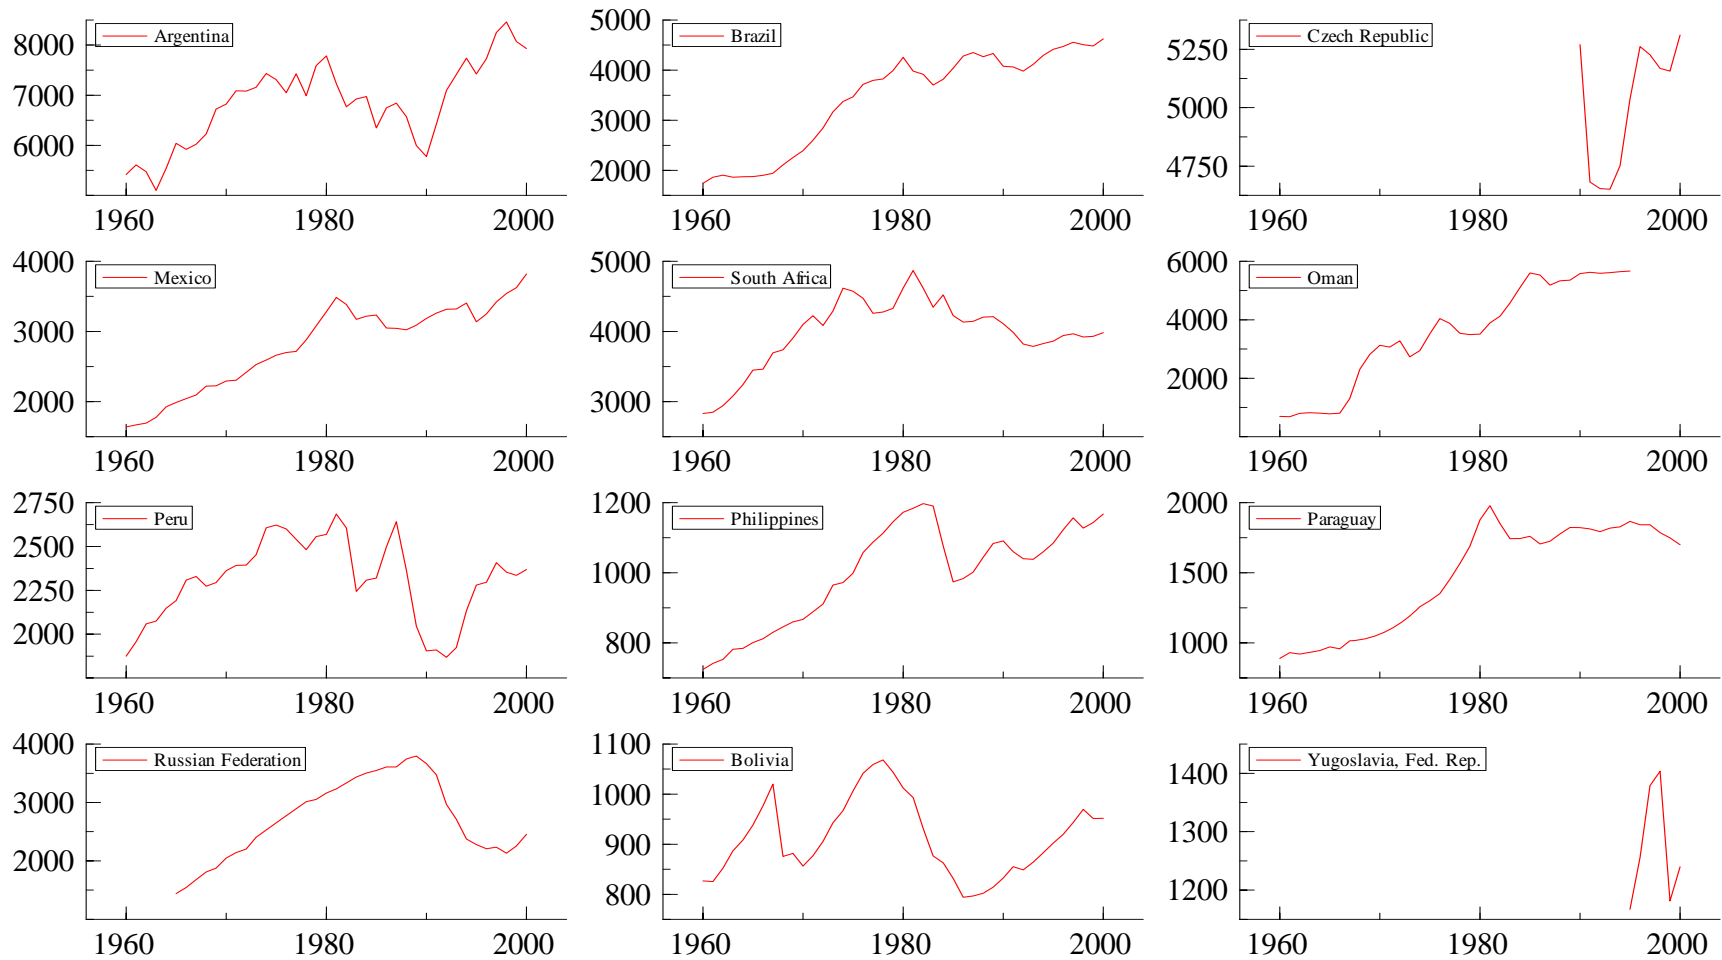 Argentina
8000
7000
6000
1960 1980 2000
Brazil
5000
4000
3000
2000
1960 1980 2000
Czech Republic
5250
5000
4750
1960 1980 2000
Mexico
4000
3000
2000
1960 1980 2000
South Africa
5000
4000
3000
1960 1980 2000
Oman
6000
4000
2000
1960 1980 2000
Peru
2750
2500
2250
2000
1960 1980 2000
Philippines
1200
1000
800
1960 1980 2000
Paraguay
2000
1500
1000
1960 1980 2000
Russian Federation
4000
3000
2000
1960 1980 2000
Bolivia
1100
1000
900
800
1960 1980 2000
Yugoslavia, Fed. Rep.
1400
1300
1200
1960 1980 2000